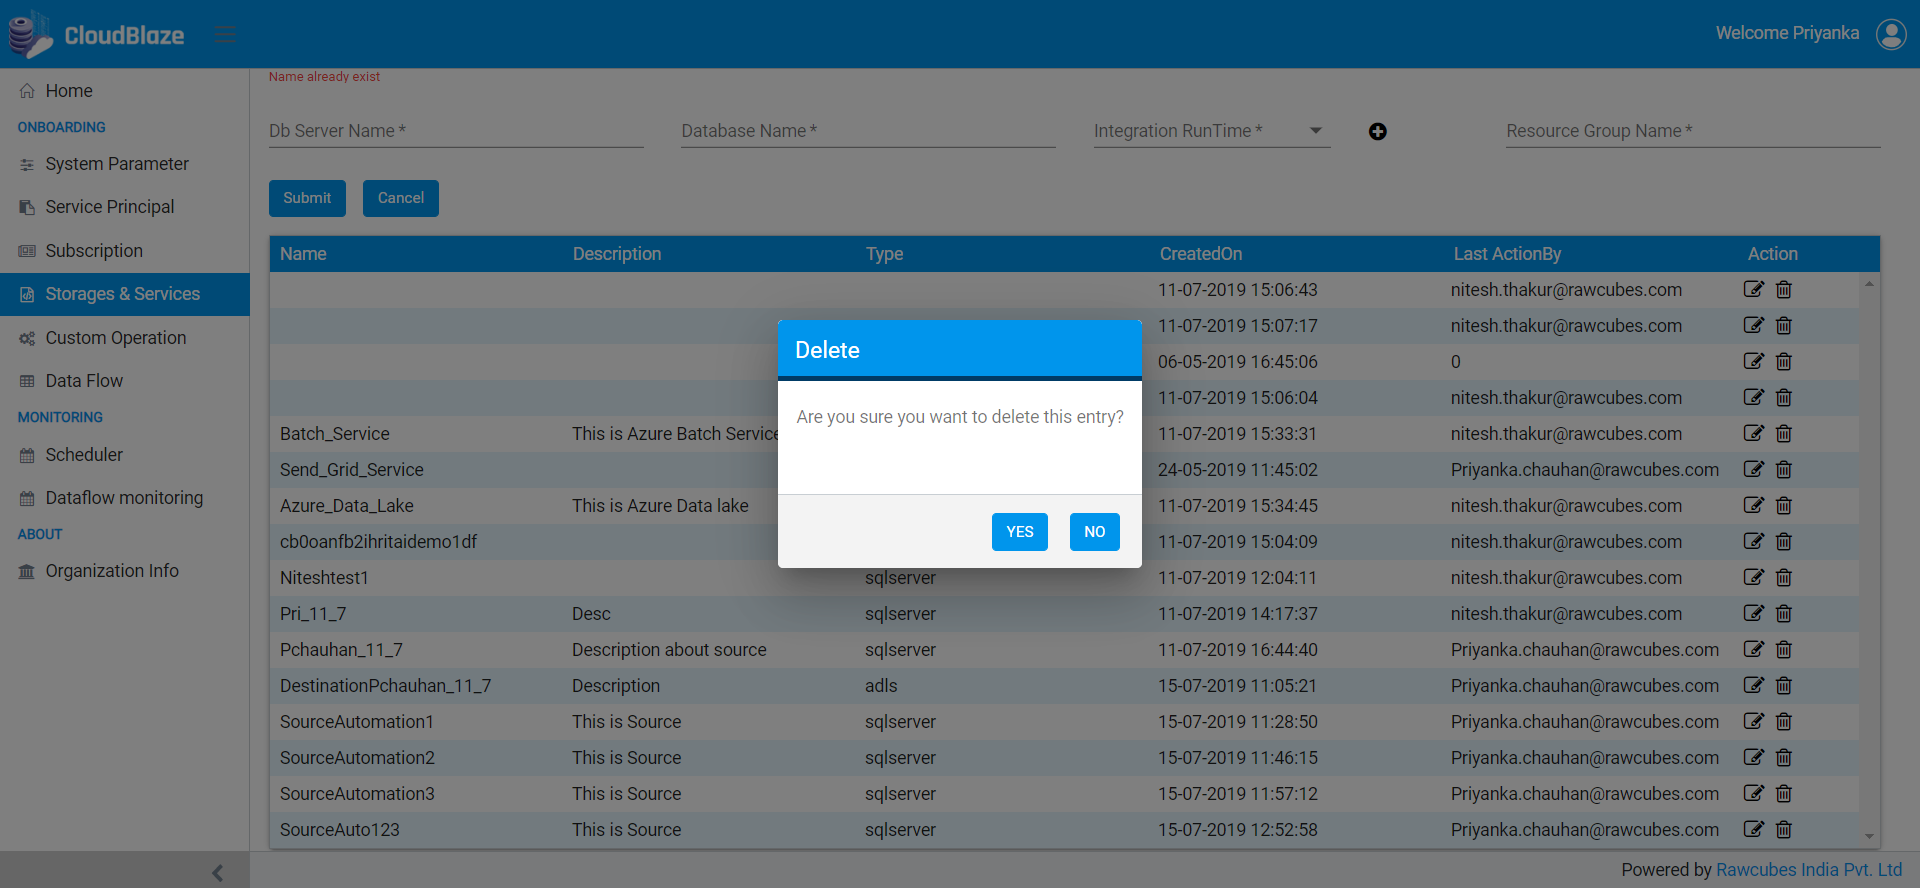 CloudBlaze
Welcome Priyanka
Home
ONBOARDING
System Parameter
Service Principal
Subscription
Storages & Services
Custom Operation
Data Flow
MONITORING
Scheduler
Dataflow monitoring
ABOUT
Organization Info
Name already exist
Db Server Name * Database Name * Integration RunTime * Resource Group Name *
Submit Cancel
Name Description Type CreatedOn Last ActionBy Action
11-07-2019 15:06:43 nitesh.thakur@rawcubes.com
11-07-2019 15:07:17 nitesh.thakur@rawcubes.com
06-05-2019 16:45:06 0
11-07-2019 15:06:04 nitesh.thakur@rawcubes.com
Batch_Service This is Azure Batch Service 11-07-2019 15:33:31 nitesh.thakur@rawcubes.com
Send_Grid_Service 24-05-2019 11:45:02 Priyanka.chauhan@rawcubes.com
Azure_Data_Lake This is Azure Data lake 11-07-2019 15:34:45 nitesh.thakur@rawcubes.com
cb0oanfb2ihritaidemo1df 11-07-2019 15:04:09 nitesh.thakur@rawcubes.com
Niteshtest1 sqlserver 11-07-2019 12:04:11 nitesh.thakur@rawcubes.com
Pri_11_7 Desc sqlserver 11-07-2019 14:17:37 nitesh.thakur@rawcubes.com
Pchauhan_11_7 Description about source sqlserver 11-07-2019 16:44:40 Priyanka.chauhan@rawcubes.com
DestinationPchauhan_11_7 Description adls 15-07-2019 11:05:21 Priyanka.chauhan@rawcubes.com
SourceAutomation1 This is Source sqlserver 15-07-2019 11:28:50 Priyanka.chauhan@rawcubes.com
SourceAutomation2 This is Source sqlserver 15-07-2019 11:46:15 Priyanka.chauhan@rawcubes.com
SourceAutomation3 This is Source sqlserver 15-07-2019 11:57:12 Priyanka.chauhan@rawcubes.com
SourceAuto123 This is Source sqlserver 15-07-2019 12:52:58 Priyanka.chauhan@rawcubes.com
Delete
Are you sure you want to delete this entry?
YES NO
Powered by Rawcubes India Pvt. Ltd